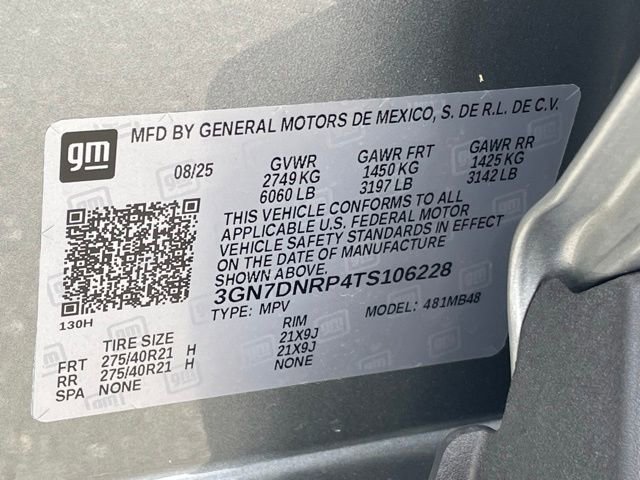 gm
MFD BY GENERAL MOTORS DE MEXICO, S. DE R.L. DE C.V.
08/25 GVWR GAWR FRT GAWR RR
2749 KG 1450 KG 1425 KG
6060 LB 3197 LB 3142 LB
THIS VEHICLE CONFORMS TO ALL
APPLICABLE U.S. FEDERAL MOTOR
VEHICLE SAFETY STANDARDS IN EFFECT
ON THE DATE OF MANUFACTURE
SHOWN ABOVE.
3GN7DNRP4TS106228
TYPE: MPV MODEL: 481MB48
130H
TIRE SIZE RIM
FRT 275/40R21 H 21X9J
RR 275/40R21 H 21X9J
SPA NONE NONE